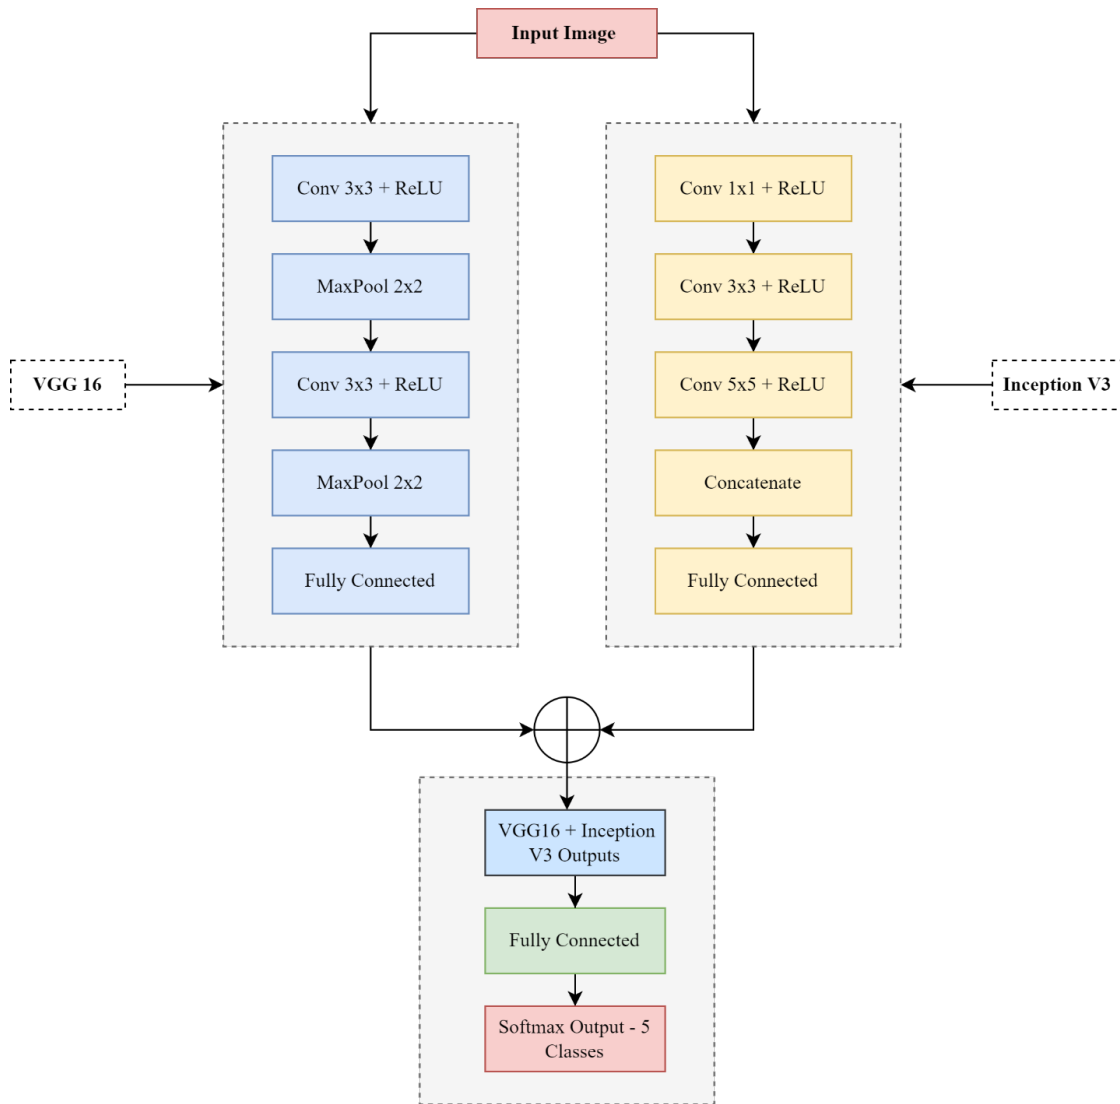 Input Image
Conv 3x3 + ReLU
MaxPool 2x2
Conv 3x3 + ReLU
MaxPool 2x2
Fully Connected
VGG 16
Conv 1x1 + ReLU
Conv 3x3 + ReLU
Conv 5x5 + ReLU
Concatenate
Fully Connected
Inception V3
VGG16 + Inception
V3 Outputs
Fully Connected
Softmax Output - 5
Classes